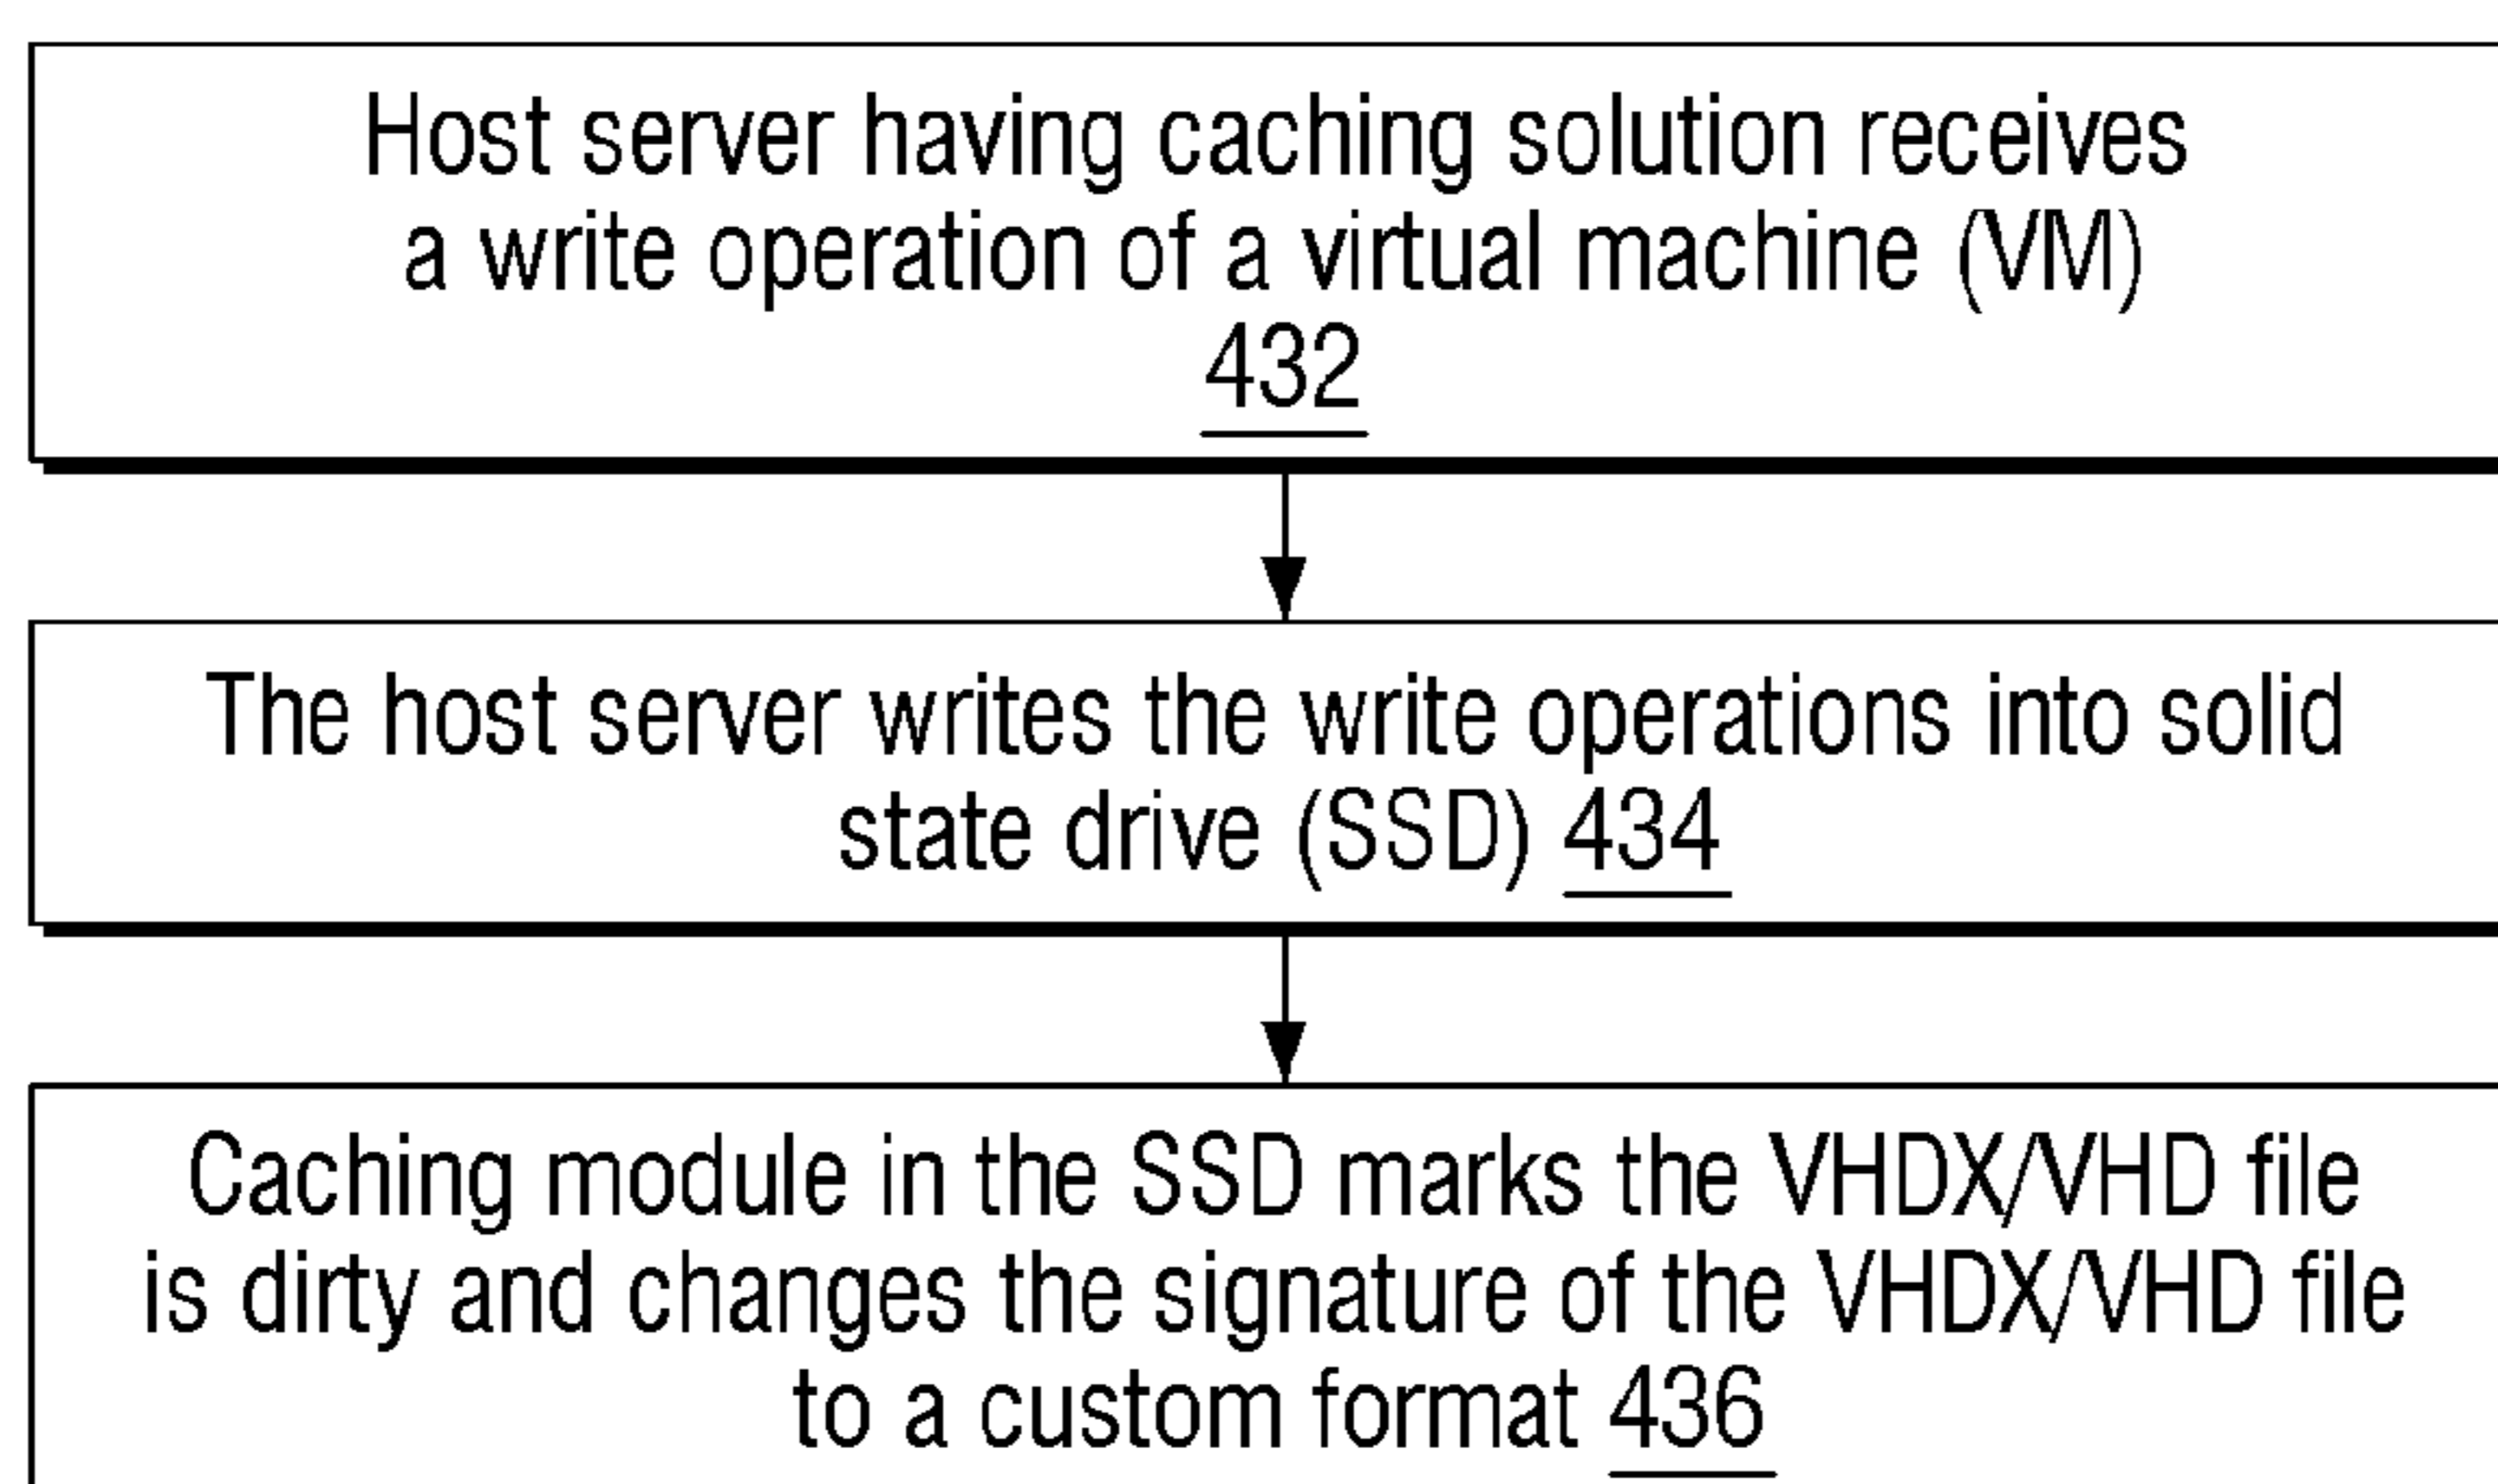 Host server having caching solution receives
a write operation of a virtual machine (VM)
432
The host server writes the write operations into solid
state drive (SSD) 434
Caching module in the SSD marks the VHDX/VHD file
is dirty and changes the signature of the VHDX/VHD file
to a custom format 436